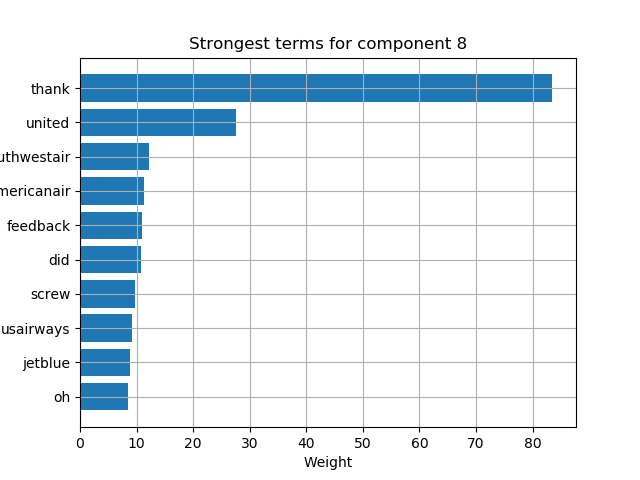 Strongest terms for component 8
thank
united
uthwestair
mericanair
feedback
did
screw
usairways
jetblue
oh
0 10 20 30 40 50 60 70 80
Weight